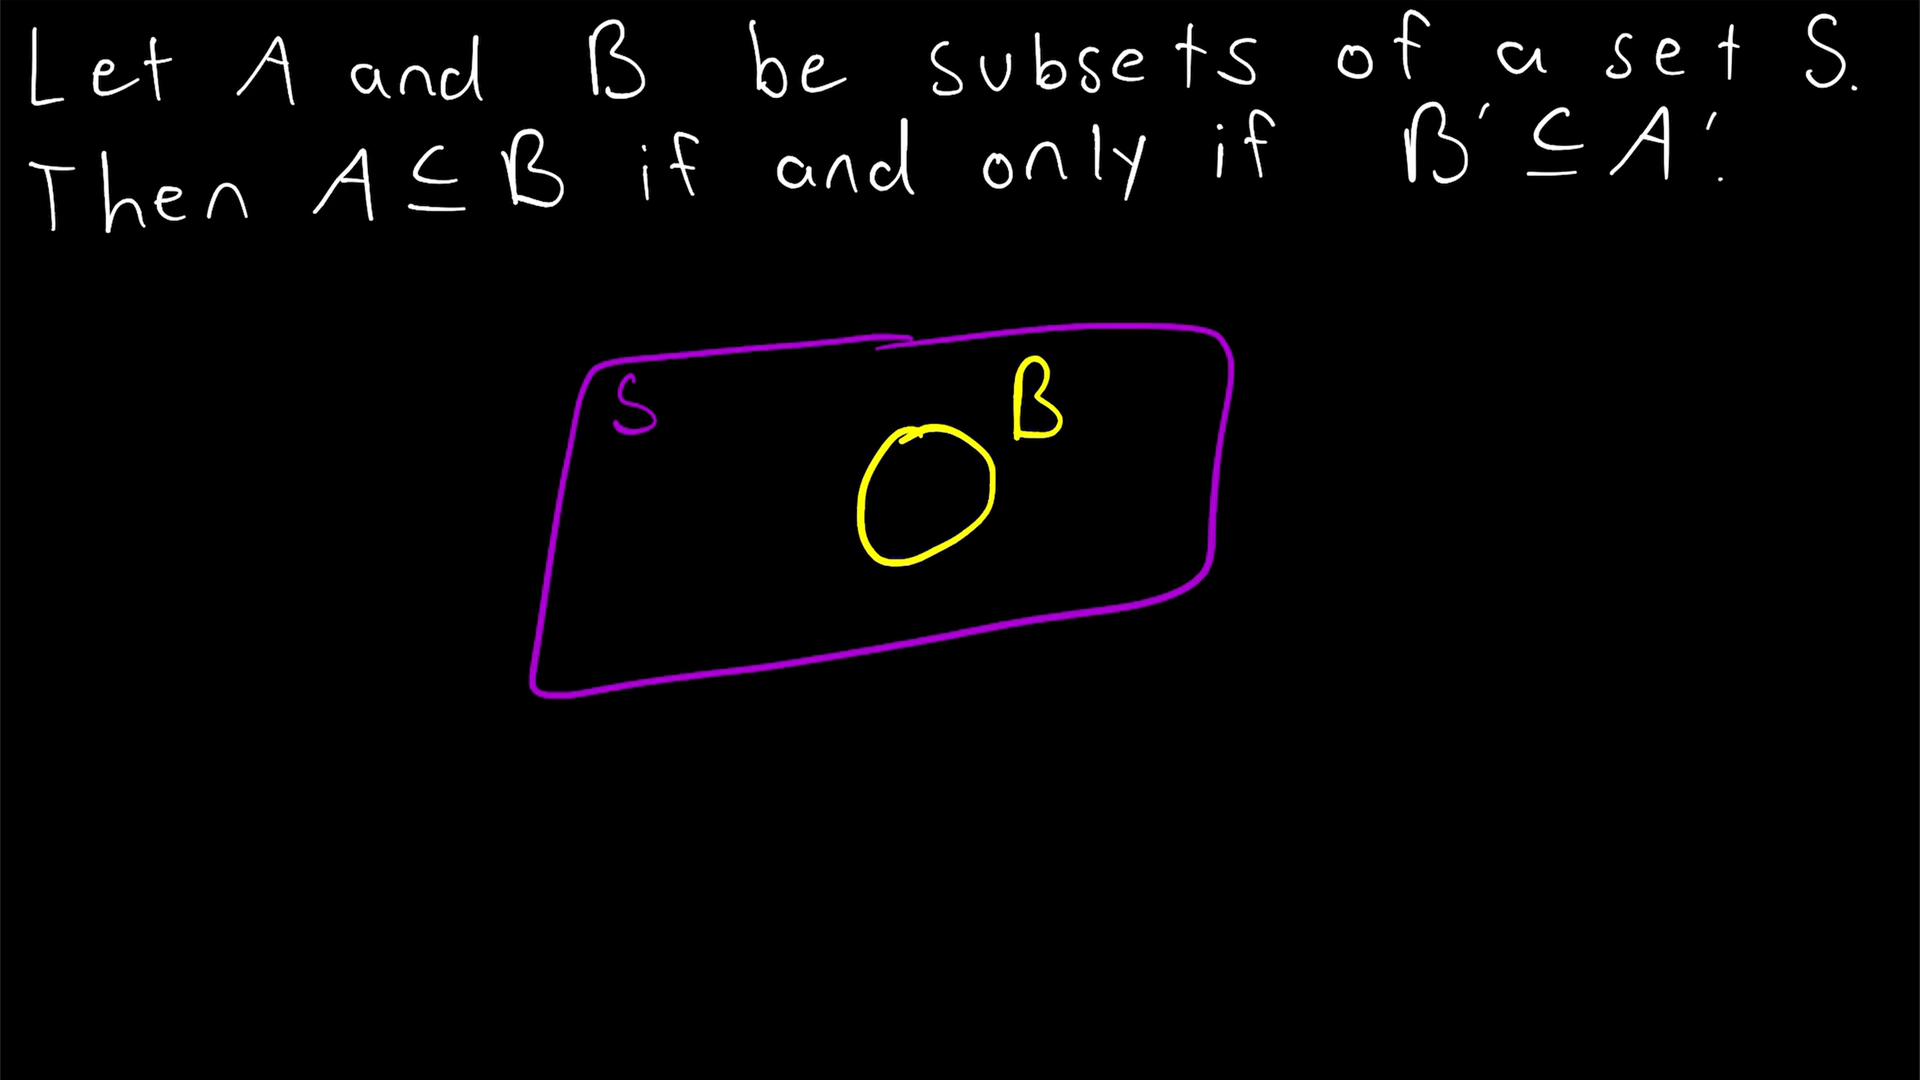 Let A and B be subsets of a set S.
Then A ⊆ B if and only if B' ⊆ A'.
S
B